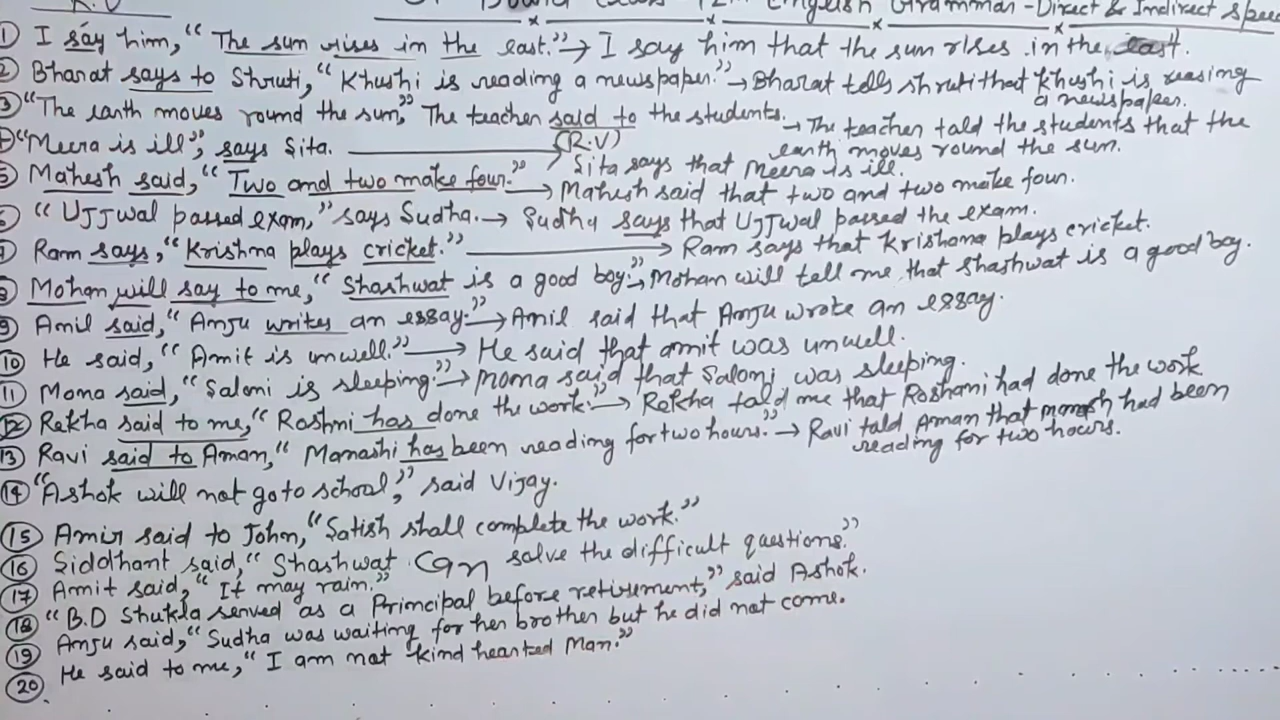 R.V
UP Board Class 12th English Grammar - Direct & Indirect Speec
① I say him, “The sun rises in the east.” → I say him that the sun rises in the east.
② Bharat says to Shruti, “Khushi is reading a newspaper.” → Bharat tells shruti that Khushi is reasing
a newspaper.
③ “The earth moves round the sun,” The teacher said to the students. → The teacher told the students that the
earth moves round the sun.
(R.V)
4 “Meera is ill”, says Sita. → Sita says that Meera is ill.
5 Mahesh said, “Two and two make four.” → Mahesh said that two and two make four.
6 “Ujjwal passed exam,” says Sudha. → Sudha says that Ujjwal passed the exam.
7 Ram says, “Krishna plays cricket.” → Ram says that Krishana plays cricket.
8 Mohan will say to me, “Shashwat is a good boy.” → Mohan will tell me that Shashwat is a good boy.
⑨ Anil said, “Anju writes an essay.” → Anil said that Anju wrote an essay.
⑩ He said, “Amit is unwell.” → He said that amit was unwell.
⑪ Mona said, “Saloni is sleeping.” → Mona said that Saloni was sleeping.
⑫ Rekha said to me, “Roshni has done the work.” → Rekha told me that Roshani had done the work
⑬ Ravi said to Aman, “Manashi has been reading for two hours.” → Ravi told Aman that had been
reading for two hours.
⑭ “Ashok will not go to school”, said Vijay.
⑮ Amir said to John, “Satish shall complete the work.”
⑯ Siddhant said, “Shashwat can solve the difficult questions.”
⑰ Amit said, “It may rain.”
⑱ “B.D Shukla served as a Principal before retirement,” said Ashok.
⑲ Anju said, “Sudha was waiting for her brother but he did not come.
⑳ He said to me, “I am not kind hearted Man.”